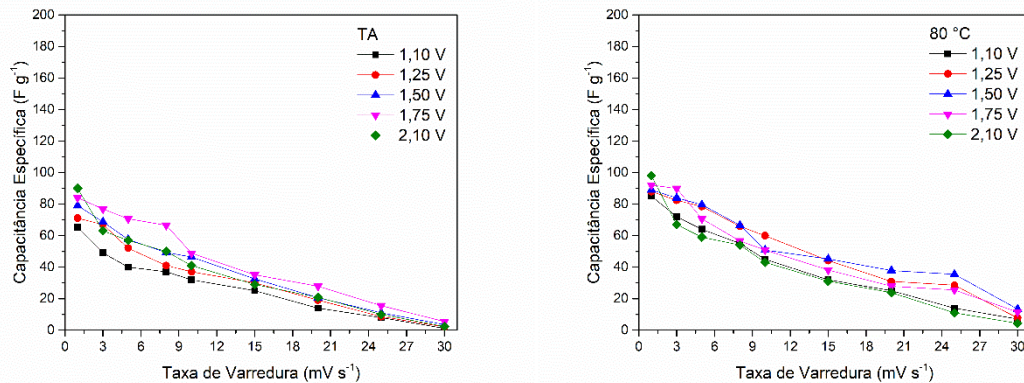 TA
1,10 V
1,25 V
1,50 V
1,75 V
2,10 V
Capacitância Específica (F g⁻¹)
200
180
160
140
120
100
80
60
40
20
0
0 3 6 9 12 15 18 21 24 27 30
Taxa de Varredura (mV s⁻¹)
80 °C
1,10 V
1,25 V
1,50 V
1,75 V
2,10 V
Capacitância Específica (F g⁻¹)
200
180
160
140
120
100
80
60
40
20
0
0 3 6 9 12 15 18 21 24 27 30
Taxa de Varredura (mV s⁻¹)